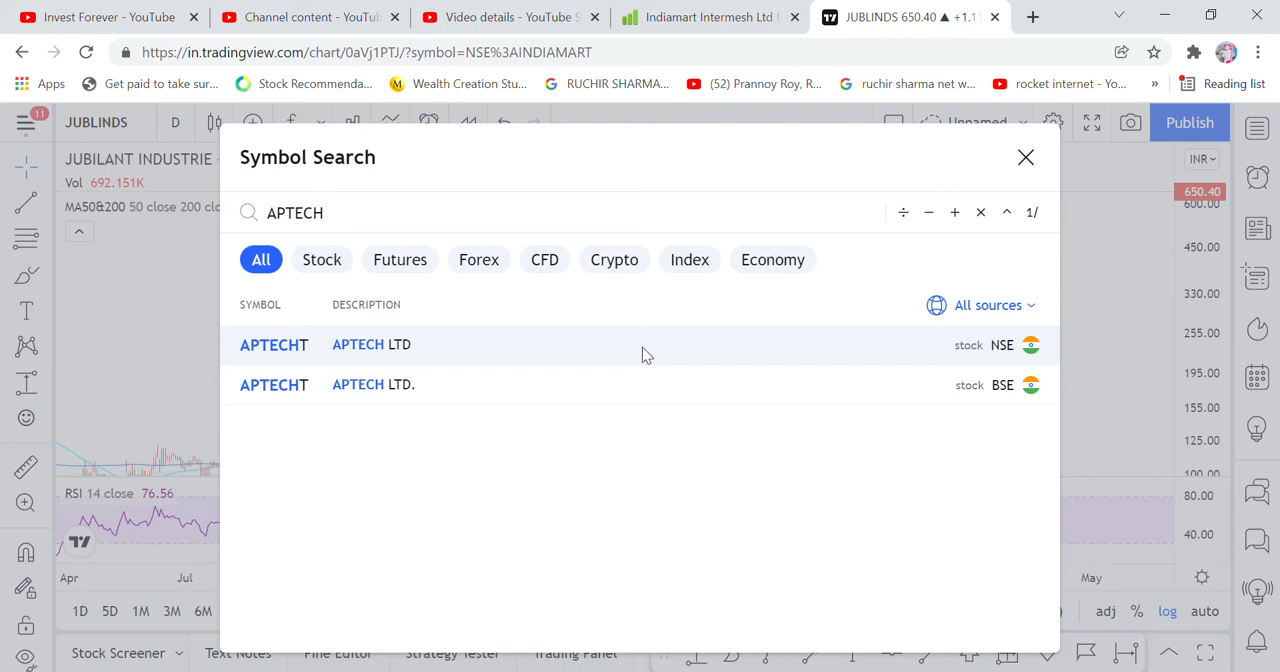 Invest Forever - YouTube
Channel content - YouTub
Video details - YouTube S
Indiamart Intermesh Ltd f
JUBLINDS 650.40 ▲ +1.1
https://in.tradingview.com/chart/0aVj1PTJ/?symbol=NSE%3AINDIAMART
Apps
Get paid to take sur...
Stock Recommenda...
Wealth Creation Stu...
RUCHIR SHARMA...
(52) Prannoy Roy, R...
ruchir sharma net w...
rocket internet - Yo...
»
Reading list
11
JUBLINDS
D
Unnamed
Publish
JUBILANT INDUSTRIE
Vol 692.151K
MA50&200 50 close 200 clo
INR
650.40
600.00
450.00
330.00
255.00
195.00
155.00
125.00
100.00
Symbol Search
APTECH
÷ − + × ^ 1/
All Stock Futures Forex CFD Crypto Index Economy
SYMBOL DESCRIPTION All sources
APTECHT APTECH LTD stock NSE
APTECHT APTECH LTD. stock BSE
RSI 14 close 76.56
80.00
40.00
Apr Jul May
1D 5D 1M 3M 6M
adj % log auto
Stock Screener Text Notes Pine Editor Strategy Tester Trading Panel